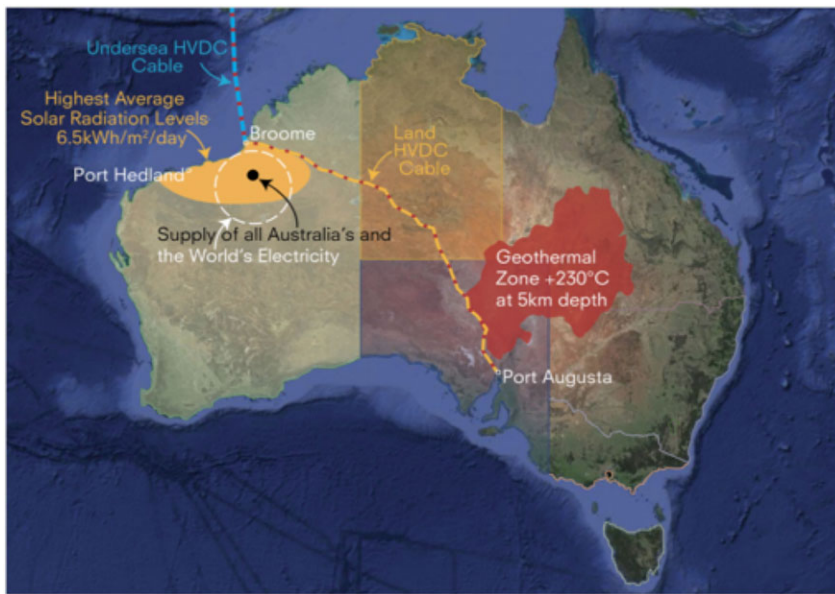 Undersea HVDC
Cable
Highest Average
Solar Radiation Levels
6.5kWh/m²/day
Broome
Port Hedland
Land
HVDC
Cable
Supply of all Australia's and
the World's Electricity
Geothermal
Zone +230°C
at 5km depth
Port Augusta